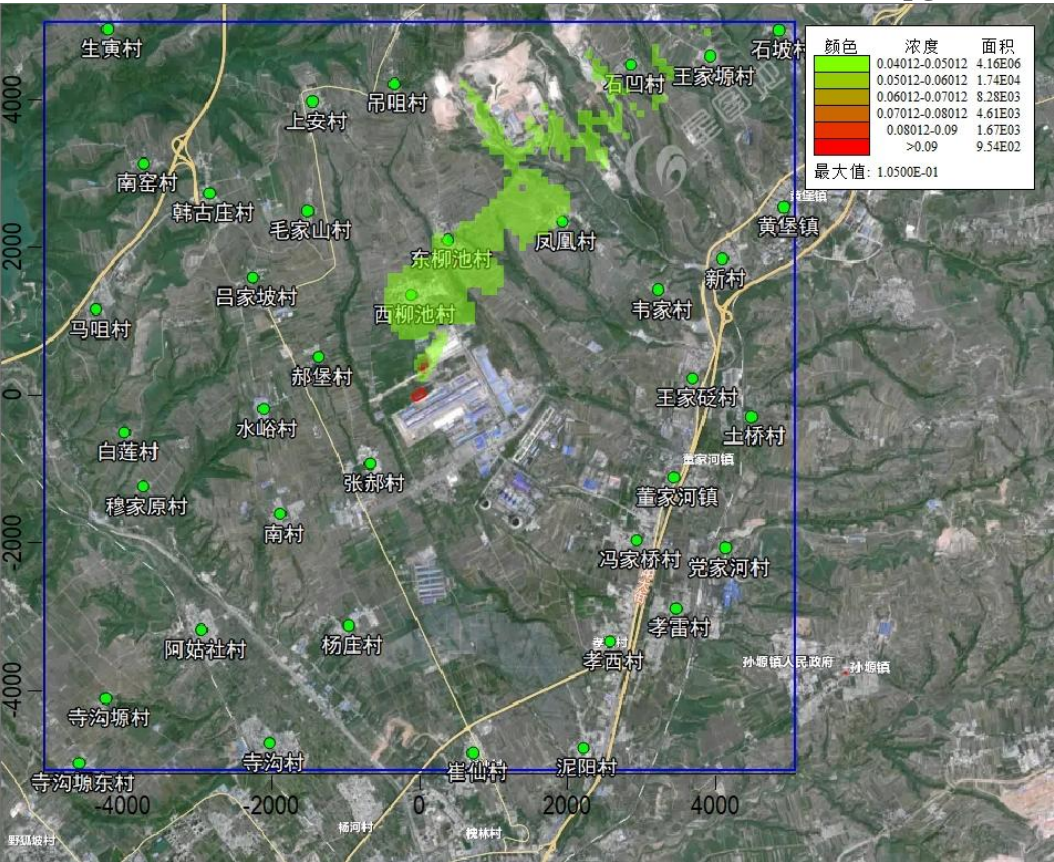 生寅村
石坡村
颜色 浓度 面积
0.04012-0.05012 4.16E06
0.05012-0.06012 1.74E04
0.06012-0.07012 8.28E03
0.07012-0.08012 4.61E03
0.08012-0.09 1.67E03
>0.09 9.54E02
最大值: 1.0500E-01
石凹村
王家塬村
吊咀村
上安村
4000
南窑村
韩古庄村
黄堡镇
毛家山村
黄堡镇
凤凰村
2000
东柳池村
新村
吕家坡村
西柳池村
韦家村
马咀村
郝堡村
0
王家砭村
水峪村
土桥村
白莲村
董家河镇
张郝村
董家河镇
穆家原村
南村
-2000
冯家桥村
党家河村
孝雷村
阿姑社村
杨庄村
孝西村
孙塬镇人民政府
孙塬镇
-4000
寺沟塬村
寺沟村
崔仙村
泥阳村
寺沟塬东村
-4000 -2000 0 2000 4000
杨河村
槐林村
野狐坡村